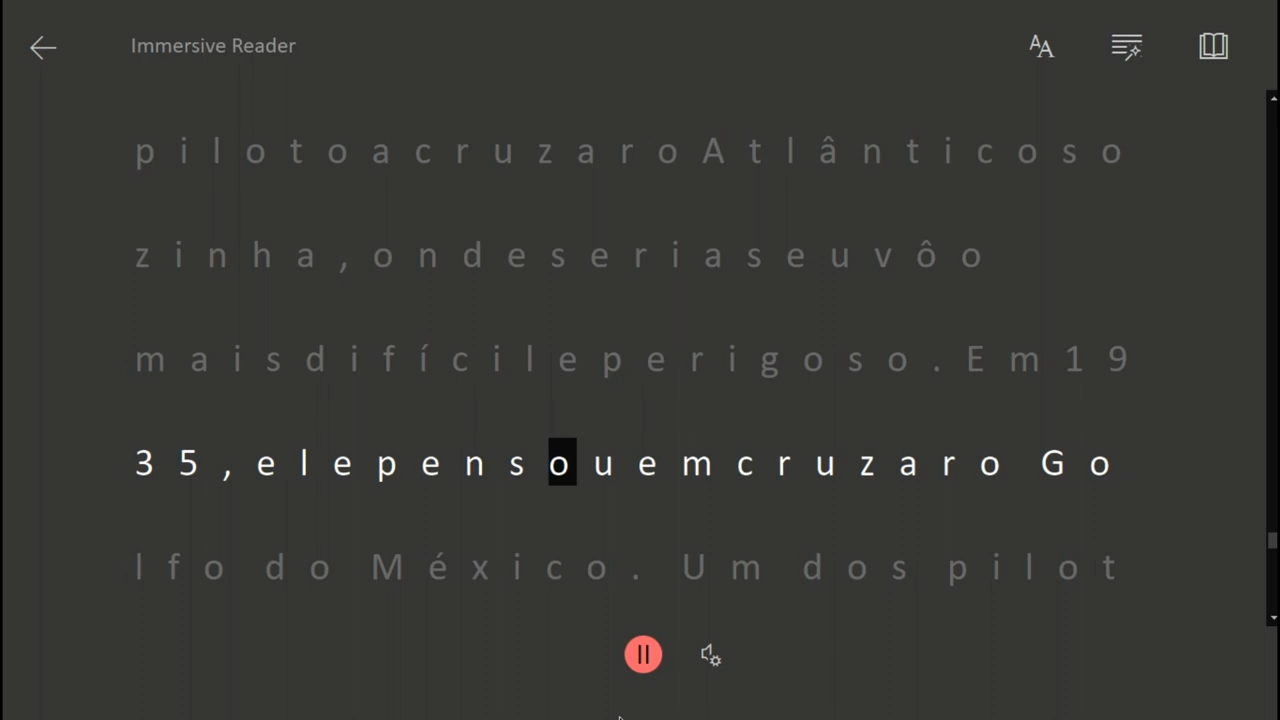 Immersive Reader
p i l o t o a c r u z a r o A t l â n t i c o s o
z i n h a , o n d e s e r i a s e u v ô o
m a i s d i f í c i l e p e r i g o s o . E m 1 9
3 5 , e l e p e n s o u e m c r u z a r o  G o
l f o  d o  M é x i c o .  U m  d o s  p i l o t